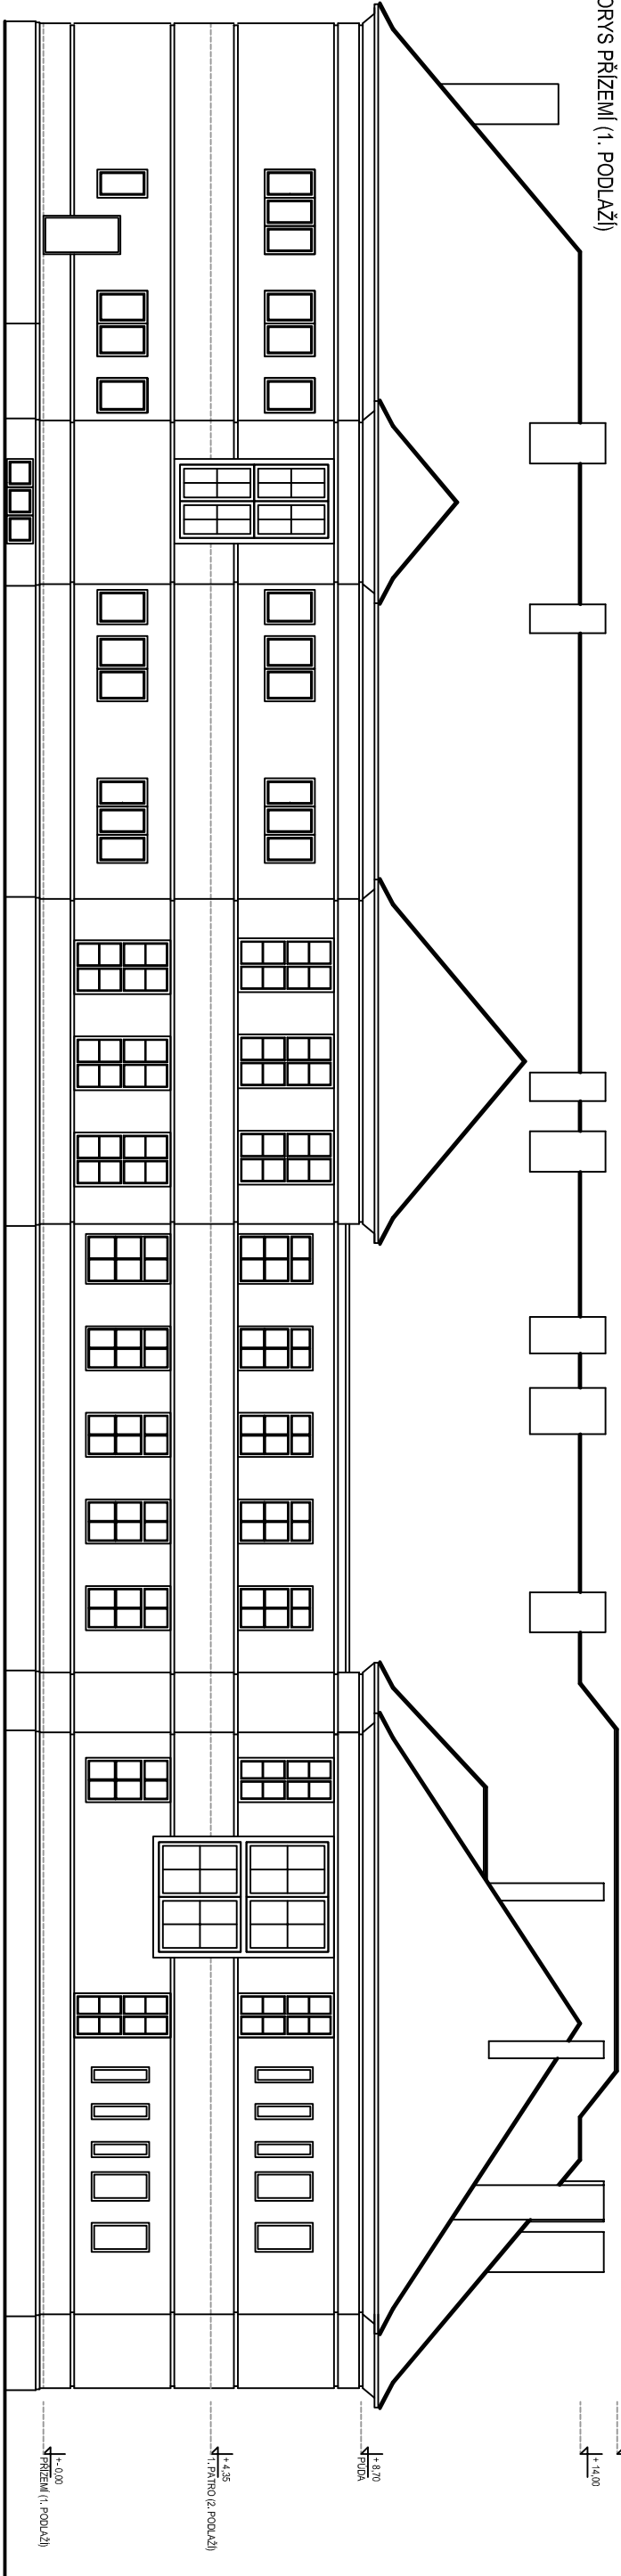 ORYS PŘÍZEMÍ (1. PODLAŽÍ)
+ 14,00
+ 8,70
PŮDA
+ 4,35
1. PATRO (2. PODLAŽÍ)
+- 0,00
PŘÍZEMÍ (1. PODLAŽÍ)